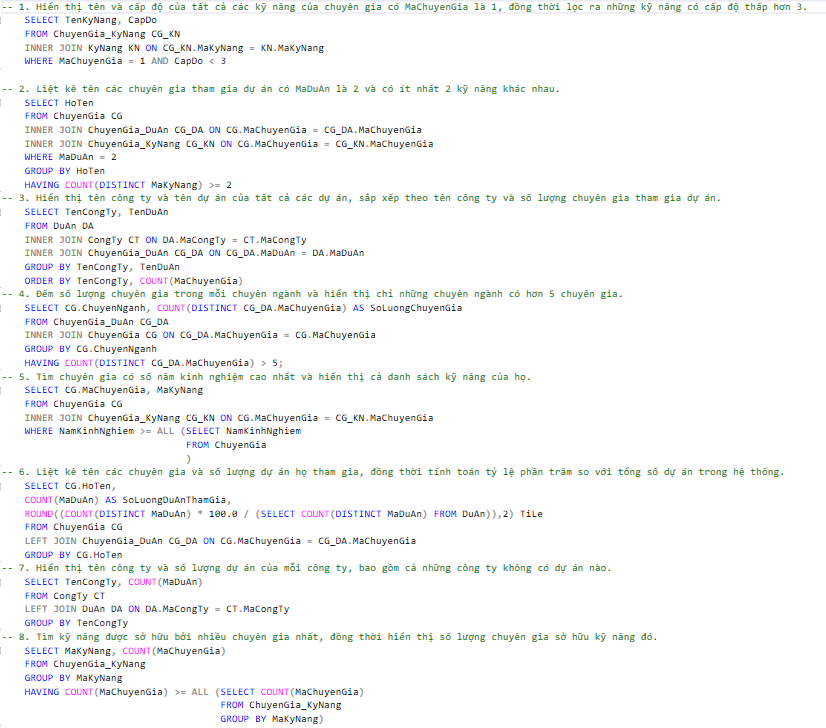 -- 1. Hiển thị tên và cấp độ của tất cả các kỹ năng của chuyên gia có MaChuyenGia là 1, đồng thời lọc ra những kỹ năng có cấp độ thấp hơn 3.
SELECT TenKyNang, CapDo
FROM ChuyenGia_KyNang CG_KN
INNER JOIN KyNang KN ON CG_KN.MaKyNang = KN.MaKyNang
WHERE MaChuyenGia = 1 AND CapDo < 3
-- 2. Liệt kê tên các chuyên gia tham gia dự án có MaDuAn là 2 và có ít nhất 2 kỹ năng khác nhau.
SELECT HoTen
FROM ChuyenGia CG
INNER JOIN ChuyenGia_DuAn CG_DA ON CG.MaChuyenGia = CG_DA.MaChuyenGia
INNER JOIN ChuyenGia_KyNang CG_KN ON CG.MaChuyenGia = CG_KN.MaChuyenGia
WHERE MaDuAn = 2
GROUP BY HoTen
HAVING COUNT(DISTINCT MaKyNang) >= 2
-- 3. Hiển thị tên công ty và tên dự án của tất cả các dự án, sắp xếp theo tên công ty và số lượng chuyên gia tham gia dự án.
SELECT TenCongTy, TenDuAn
FROM DuAn DA
INNER JOIN CongTy CT ON DA.MaCongTy = CT.MaCongTy
INNER JOIN ChuyenGia_DuAn CG_DA ON CG_DA.MaDuAn = DA.MaDuAn
GROUP BY TenCongTy, TenDuAn
ORDER BY TenCongTy, COUNT(MaChuyenGia)
-- 4. Đếm số lượng chuyên gia trong mỗi chuyên ngành và hiển thị chỉ những chuyên ngành có hơn 5 chuyên gia.
SELECT CG.ChuyenNganh, COUNT(DISTINCT CG_DA.MaChuyenGia) AS SoLuongChuyenGia
FROM ChuyenGia_DuAn CG_DA
INNER JOIN ChuyenGia CG ON CG_DA.MaChuyenGia = CG.MaChuyenGia
GROUP BY CG.ChuyenNganh
HAVING COUNT(DISTINCT CG_DA.MaChuyenGia) > 5;
-- 5. Tìm chuyên gia có số năm kinh nghiệm cao nhất và hiển thị cả danh sách kỹ năng của họ.
SELECT CG.MaChuyenGia, MaKyNang
FROM ChuyenGia CG
INNER JOIN ChuyenGia_KyNang CG_KN ON CG.MaChuyenGia = CG_KN.MaChuyenGia
WHERE NamKinhNghiem >= ALL (SELECT NamKinhNghiem
FROM ChuyenGia
)
-- 6. Liệt kê tên các chuyên gia và số lượng dự án họ tham gia, đồng thời tính toán tỷ lệ phần trăm so với tổng số dự án trong hệ thống.
SELECT CG.HoTen,
COUNT(MaDuAn) AS SoLuongDuAnThamGia,
ROUND((COUNT(DISTINCT MaDuAn) * 100.0 / (SELECT COUNT(DISTINCT MaDuAn) FROM DuAn)),2) TiLe
FROM ChuyenGia CG
LEFT JOIN ChuyenGia_DuAn CG_DA ON CG.MaChuyenGia = CG_DA.MaChuyenGia
GROUP BY CG.HoTen
-- 7. Hiển thị tên công ty và số lượng dự án của mỗi công ty, bao gồm cả những công ty không có dự án nào.
SELECT TenCongTy, COUNT(MaDuAn)
FROM CongTy CT
LEFT JOIN DuAn DA ON DA.MaCongTy = CT.MaCongTy
GROUP BY TenCongTy
-- 8. Tìm kỹ năng được sở hữu bởi nhiều chuyên gia nhất, đồng thời hiển thị số lượng chuyên gia sở hữu kỹ năng đó.
SELECT MaKyNang, COUNT(MaChuyenGia)
FROM ChuyenGia_KyNang
GROUP BY MaKyNang
HAVING COUNT(MaChuyenGia) >= ALL (SELECT COUNT(MaChuyenGia)
FROM ChuyenGia_KyNang
GROUP BY MaKyNang)